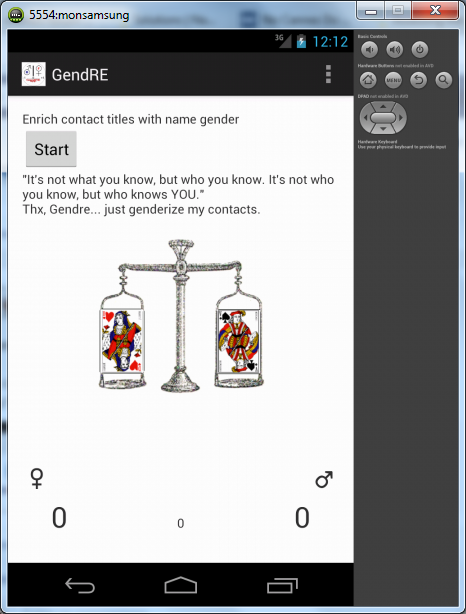 5554:monsamsung
3G 12:12
GendRE
Enrich contact titles with name gender
Start
"It's not what you know, but who you know. It's not who
you know, but who knows YOU."
Thx, Gendre... just genderize my contacts.
♀ ♂
0 0 0
Basic Controls
Hardware Buttons not enabled in AVD
MENU
DPAD not enabled in AVD
Hardware Keyboard
Use your physical keyboard to provide input